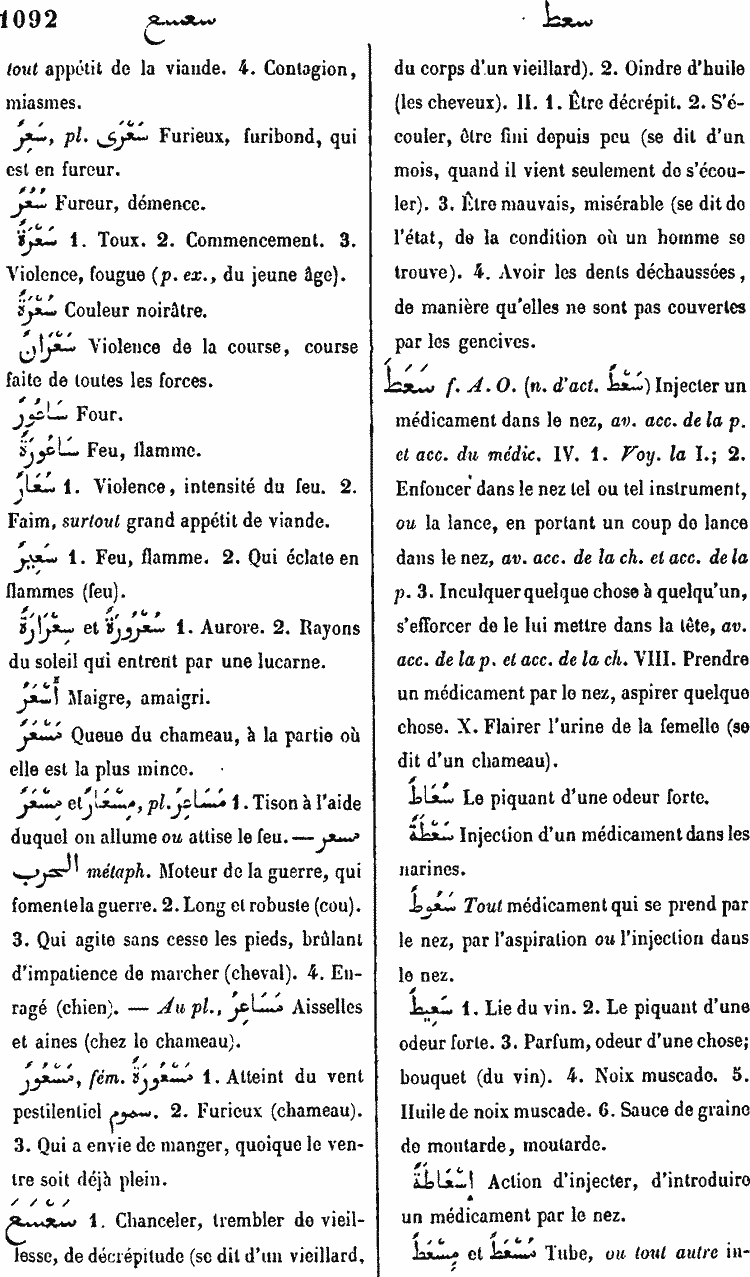 1092 سعسع سعط
tout appétit de la viande. 4. Contagion,
miasmes.
سَعِرٌ, pl. سَعْرَى Furieux, furibond, qui
est en fureur.
سُعُرٌ Fureur, démence.
سَعْرَةٌ 1. Toux. 2. Commencement. 3.
Violence, fougue (p. ex., du jeune âge).
سُعْرَةٌ Couleur noirâtre.
سَعَرَانٌ Violence de la course, course
faite de toutes les forces.
سَاعُورٌ Four.
سَاعُورَةٌ Feu, flamme.
سُعَارٌ 1. Violence, intensité du feu. 2.
Faim, surtout grand appétit de viande.
سَعِيرٌ 1. Feu, flamme. 2. Qui éclate en
flammes (feu).
سِعْرَارَةٌ et سُعْرُورَةٌ 1. Aurore. 2. Rayons
du soleil qui entrent par une lucarne.
أَسْعَرُ Maigre, amaigri.
مَسْعَرٌ Queue du chameau, à la partie où
elle est la plus mince.
مِسْعَرٌ et مِسْعَارٌ, pl. مَسَاعِرُ 1. Tison à l'aide
duquel on allume ou attise le feu. — مسعر
الحرب métaph. Moteur de la guerre, qui
fomente la guerre. 2. Long et robuste (cou).
3. Qui agite sans cesse les pieds, brûlant
d'impatience de marcher (cheval). 4. En-
ragé (chien). — Au pl., مَسَاعِرُ Aisselles
et aines (chez le chameau).
مَسْعُورٌ, fém. مَسْعُورَةٌ 1. Atteint du vent
pestilentiel سموم. 2. Furieux (chameau).
3. Qui a envie de manger, quoique le ven-
tre soit déjà plein.
سَعْسَعَ 1. Chanceler, trembler de vieil-
lesse, de décrépitude (se dit d'un vieillard,
du corps d'un vieillard). 2. Oindre d'huile
(les cheveux). II. 1. Être décrépit. 2. S'é-
couler, être fini depuis peu (se dit d'un
mois, quand il vient seulement de s'écou-
ler). 3. Être mauvais, misérable (se dit de
l'état, de la condition où un homme se
trouve). 4. Avoir les dents déchaussées,
de manière qu'elles ne sont pas couvertes
par les gencives.
سَعَطَ f. A. O. (n. d'act. سَعْطٌ) Injecter un
médicament dans le nez, av. acc. de la p.
et acc. du médic. IV. 1. Voy. la I.; 2.
Enfoncer dans le nez tel ou tel instrument,
ou la lance, en portant un coup de lance
dans le nez, av. acc. de la ch. et acc. de la
p. 3. Inculquer quelque chose à quelqu'un,
s'efforcer de le lui mettre dans la tête, av.
acc. de la p. et acc. de la ch. VIII. Prendre
un médicament par le nez, aspirer quelque
chose. X. Flairer l'urine de la femelle (se
dit d'un chameau).
سُعَاطٌ Le piquant d'une odeur forte.
سَعْطَةٌ Injection d'un médicament dans les
narines.
سَعُوطٌ Tout médicament qui se prend par
le nez, par l'aspiration ou l'injection dans
le nez.
سَعِيطٌ 1. Lie du vin. 2. Le piquant d'une
odeur forte. 3. Parfum, odeur d'une chose;
bouquet (du vin). 4. Noix muscade. 5.
Huile de noix muscade. 6. Sauce de graine
de moutarde, moutarde.
إِسْعَاطَةٌ Action d'injecter, d'introduire
un médicament par le nez.
مِسْعَطٌ et مُسْعُطٌ Tube, ou tout autre in-